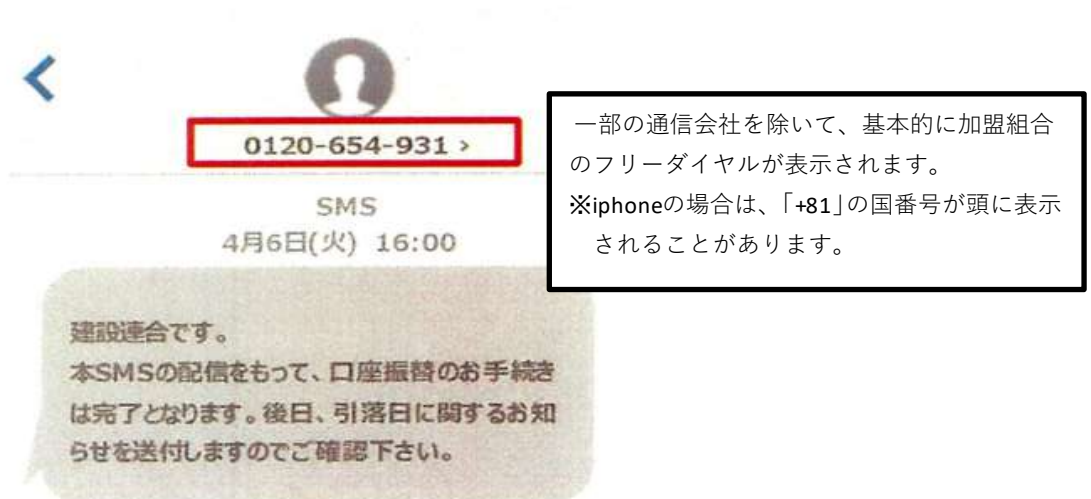 0120-654-931 ›
SMS
4月6日(火) 16:00
建設連合です。
本SMSの配信をもって、口座振替のお手続き
は完了となります。後日、引落日に関するお知
らせを送付しますのでご確認下さい。
一部の通信会社を除いて、基本的に加盟組合
のフリーダイヤルが表示されます。
※iphoneの場合は、「+81」の国番号が頭に表示
されることがあります。